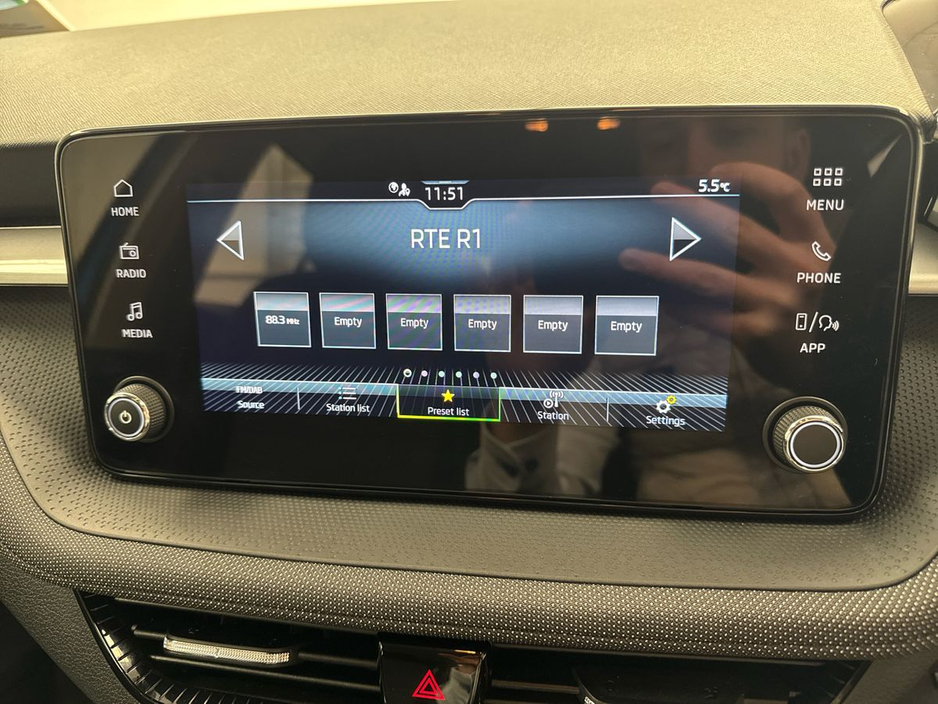 11:51
5.5°C
HOME
RADIO
MEDIA
RTE R1
88.3 MHz
Empty
Empty
Empty
Empty
Empty
FM/DAB
Source
Station list
Preset list
Station
Settings
MENU
PHONE
APP